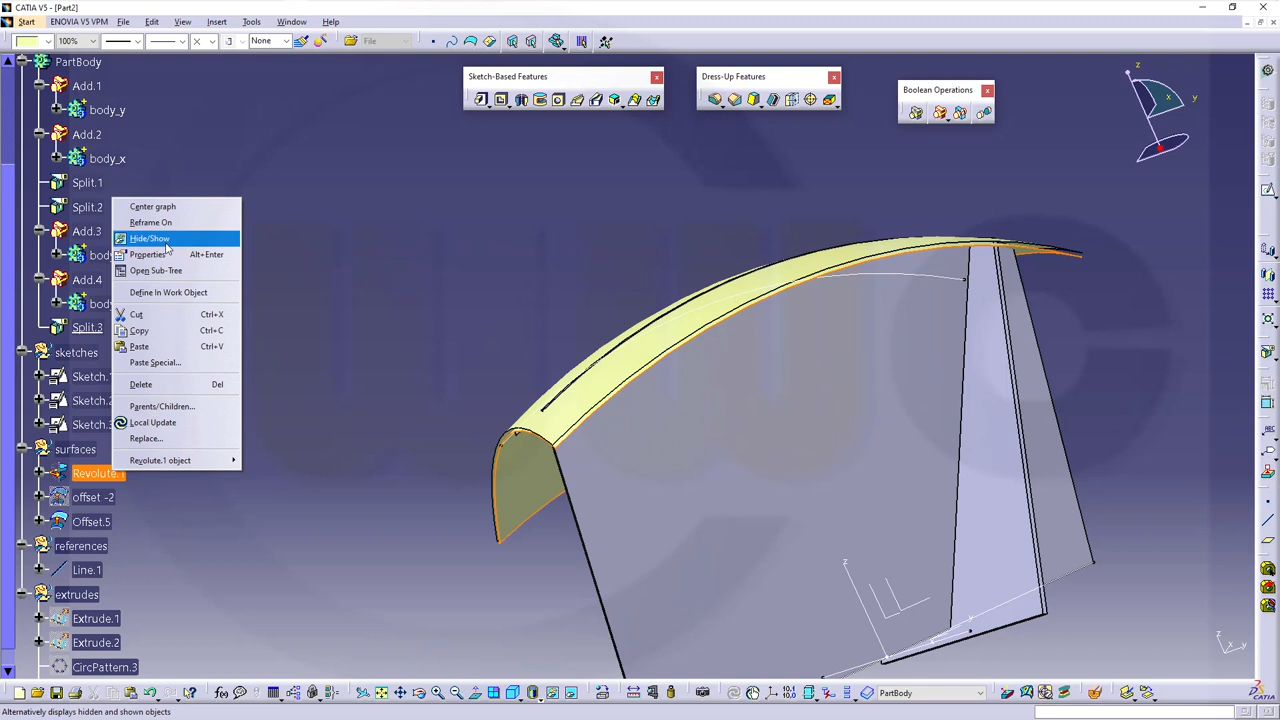 CATIA V5 - [Part2]
Start ENOVIA V5 VPM File Edit View Insert Tools Window Help
100% None File
PartBody
Add.1
body_y
Add.2
body_x
Split.1
Split.2
Add.3
Add.4
Split.3
sketches
surfaces
Revolute.1
offset -2
Offset.5
references
Line.1
extrudes
Extrude.1
Extrude.2
CircPattern.3
Center graph
Reframe On
Hide/Show
Properties Alt+Enter
Open Sub-Tree
Define In Work Object
Cut Ctrl+X
Copy Ctrl+C
Paste Ctrl+V
Paste Special...
Delete Del
Parents/Children...
Local Update
Replace...
Revolute.1 object
Sketch-Based Features
Dress-Up Features
Boolean Operations
z
x
y
z
y
z
x y
PartBody
Alternatively displays hidden and shown objects